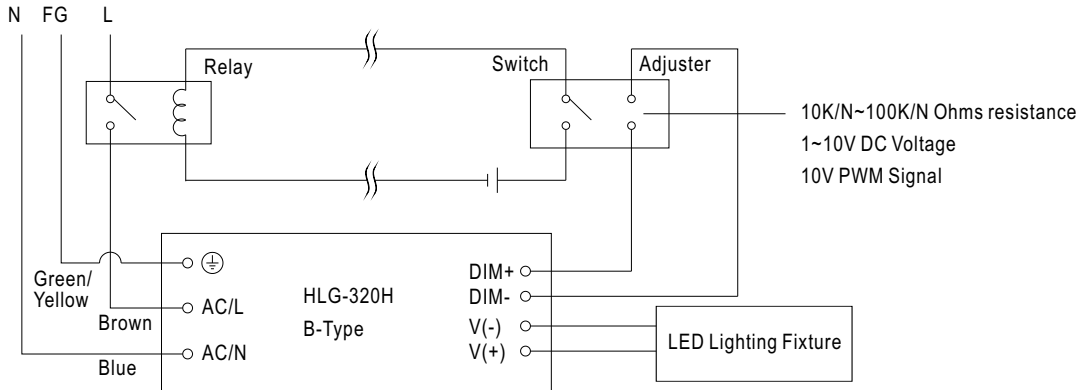 N FG L
Relay
Switch
Adjuster
10K/N~100K/N Ohms resistance
1~10V DC Voltage
10V PWM Signal
Green/
Yellow
Brown
Blue
AC/L
AC/N
HLG-320H
B-Type
DIM+
DIM-
V(-)
V(+)
LED Lighting Fixture